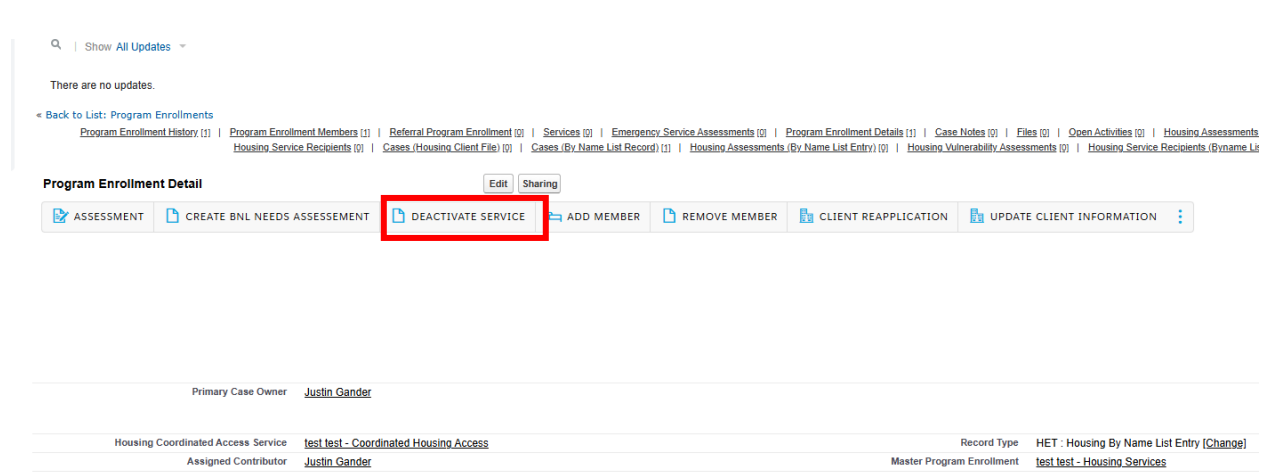 Show All Updates
There are no updates.
« Back to List: Program Enrollments
Program Enrollment History [1] | Program Enrollment Members [1] | Referral Program Enrollment [0] | Services [0] | Emergency Service Assessments [0] | Program Enrollment Details [1] | Case Notes [0] | Files [0] | Open Activities [0] | Housing Assessments
Housing Service Recipients [0] | Cases (Housing Client File) [0] | Cases (By Name List Record) [1] | Housing Assessments (By Name List Entry) [0] | Housing Vulnerability Assessments [0] | Housing Service Recipients (Byname Lis
Program Enrollment Detail Edit Sharing
ASSESSMENT CREATE BNL NEEDS ASSESSEMENT DEACTIVATE SERVICE ADD MEMBER REMOVE MEMBER CLIENT REAPPLICATION UPDATE CLIENT INFORMATION
Primary Case Owner Justin Gander
Housing Coordinated Access Service test test - Coordinated Housing Access Record Type HET : Housing By Name List Entry [Change]
Assigned Contributor Justin Gander Master Program Enrollment test test - Housing Services